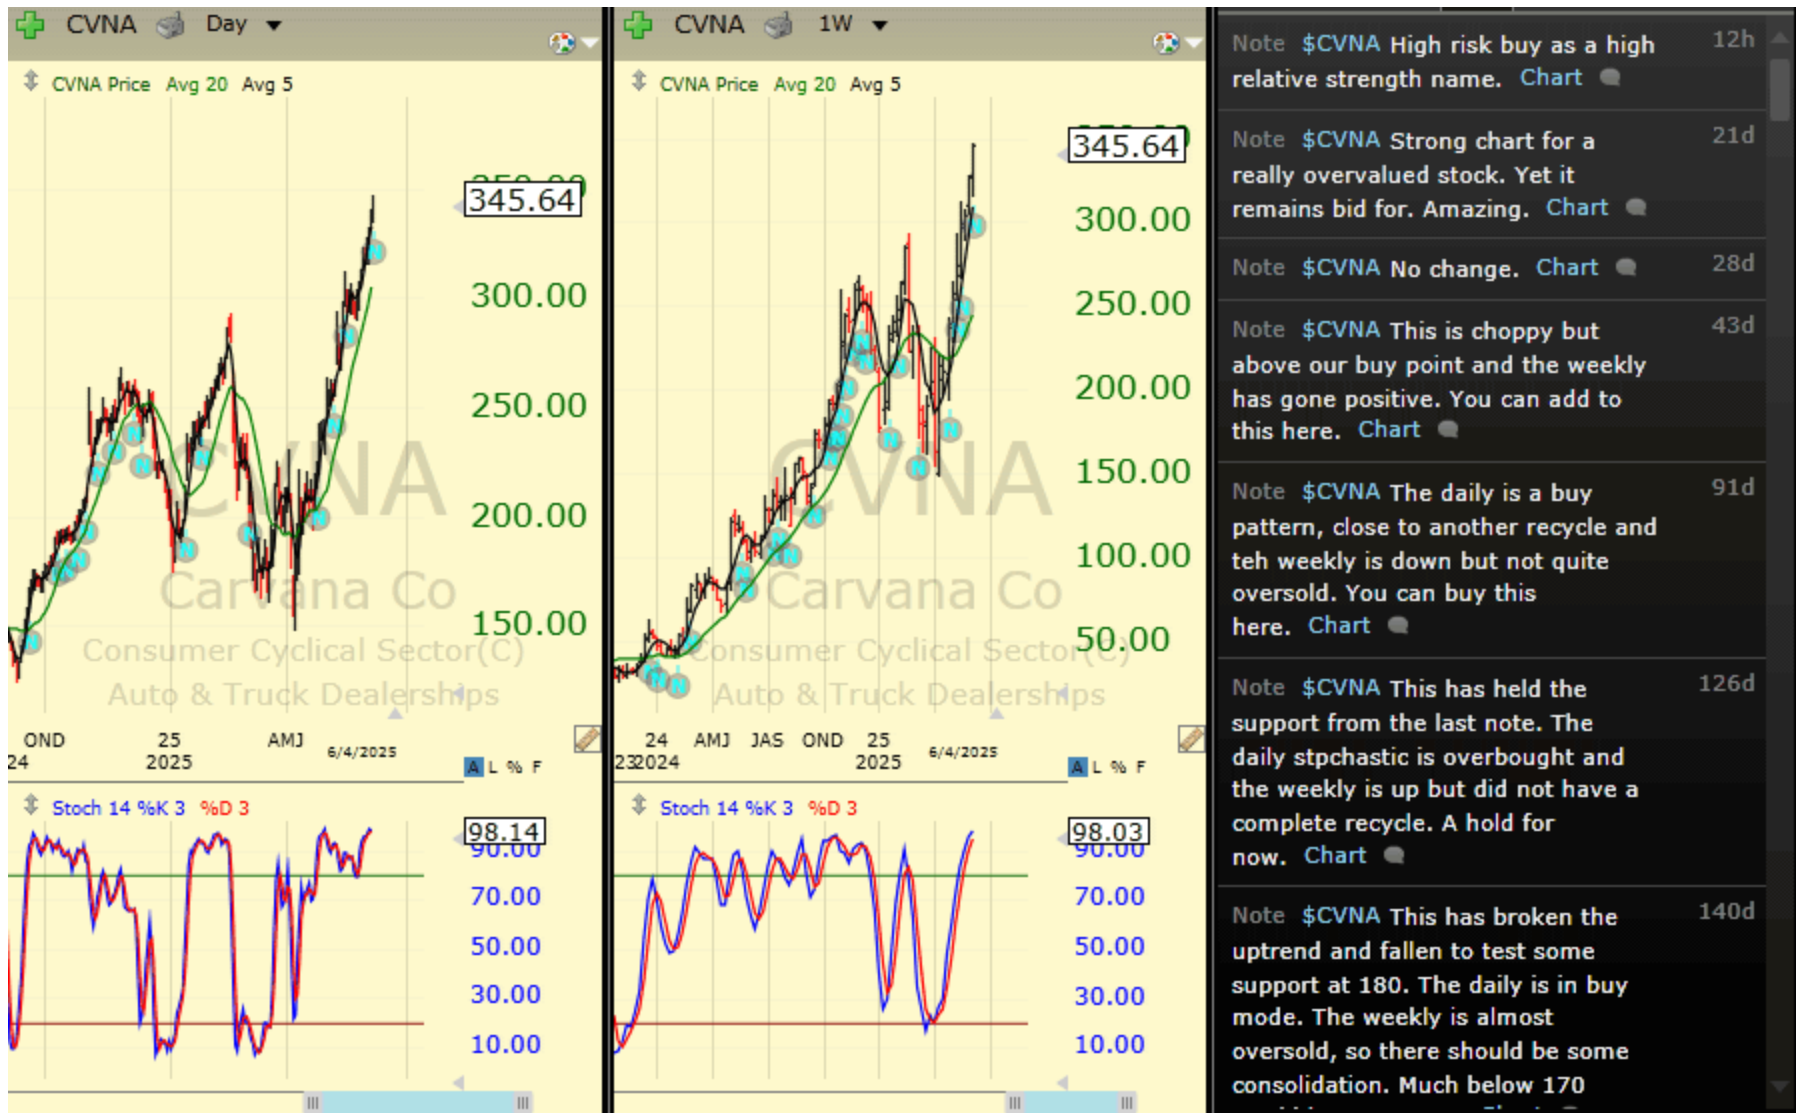 CVNA Day
CVNA Price Avg 20 Avg 5
345.64
300.00
250.00
200.00
150.00
CVNA
Carvana Co
Consumer Cyclical Sector(C)
Auto & Truck Dealerships
OND 25 AMJ 6/4/2025
24 2025
A L % F
Stoch 14 %K 3 %D 3
98.14
90.00
70.00
50.00
30.00
10.00
CVNA 1W
CVNA Price Avg 20 Avg 5
345.64
300.00
250.00
200.00
150.00
100.00
50.00
CVNA
Carvana Co
Consumer Cyclical Sector(C)
Auto & Truck Dealerships
24 AMJ JAS OND 25 6/4/2025
23 2024 2025
A L % F
Stoch 14 %K 3 %D 3
98.03
90.00
70.00
50.00
30.00
10.00
Note $CVNA High risk buy as a high 12h
relative strength name. Chart
Note $CVNA Strong chart for a 21d
really overvalued stock. Yet it
remains bid for. Amazing. Chart
Note $CVNA No change. Chart 28d
Note $CVNA This is choppy but 43d
above our buy point and the weekly
has gone positive. You can add to
this here. Chart
Note $CVNA The daily is a buy 91d
pattern, close to another recycle and
teh weekly is down but not quite
oversold. You can buy this
here. Chart
Note $CVNA This has held the 126d
support from the last note. The
daily stpchastic is overbought and
the weekly is up but did not have a
complete recycle. A hold for
now. Chart
Note $CVNA This has broken the 140d
uptrend and fallen to test some
support at 180. The daily is in buy
mode. The weekly is almost
oversold, so there should be some
consolidation. Much below 170